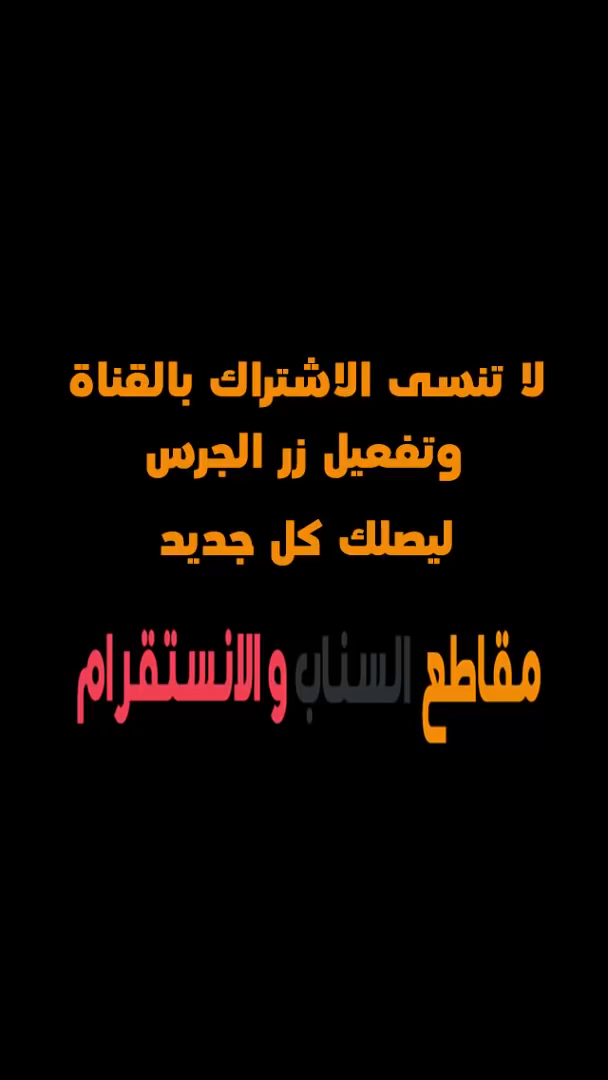 لا تنسى الاشتراك بالقناة
وتفعيل زر الجرس
ليصلك كل جديد
مقاطع السناب والانستقرام